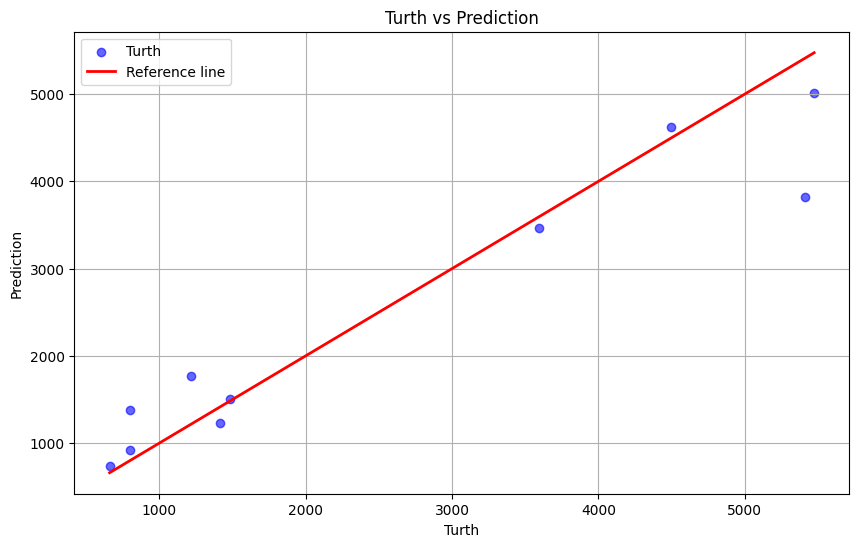 Turth vs Prediction
Turth
Reference line
5000
4000
3000
2000
1000
Prediction
1000 2000 3000 4000 5000
Turth